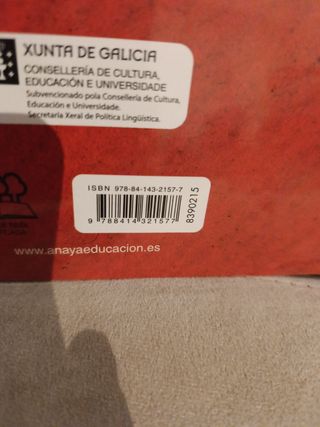 XUNTA DE GALICIA
CONSELLERÍA DE CULTURA,
EDUCACIÓN E UNIVERSIDADE
Subvencionado pola Consellería de Cultura,
Educación e Universidade.
Secretaría Xeral de Política Lingüística.
ISBN 978-84-143-2157-7
9 788414 321577
8390215
www.anayaeducacion.es